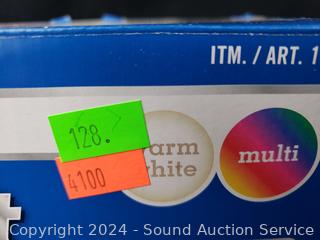 ITM. / ART. 1
128.
4100
arm
hite
multi
Copyright 2024 - Sound Auction Service